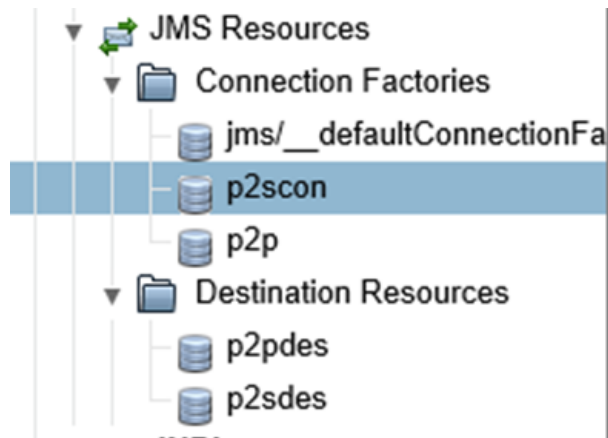 JMS Resources
Connection Factories
jms/__defaultConnectionFa
p2scon
p2p
Destination Resources
p2pdes
p2sdes